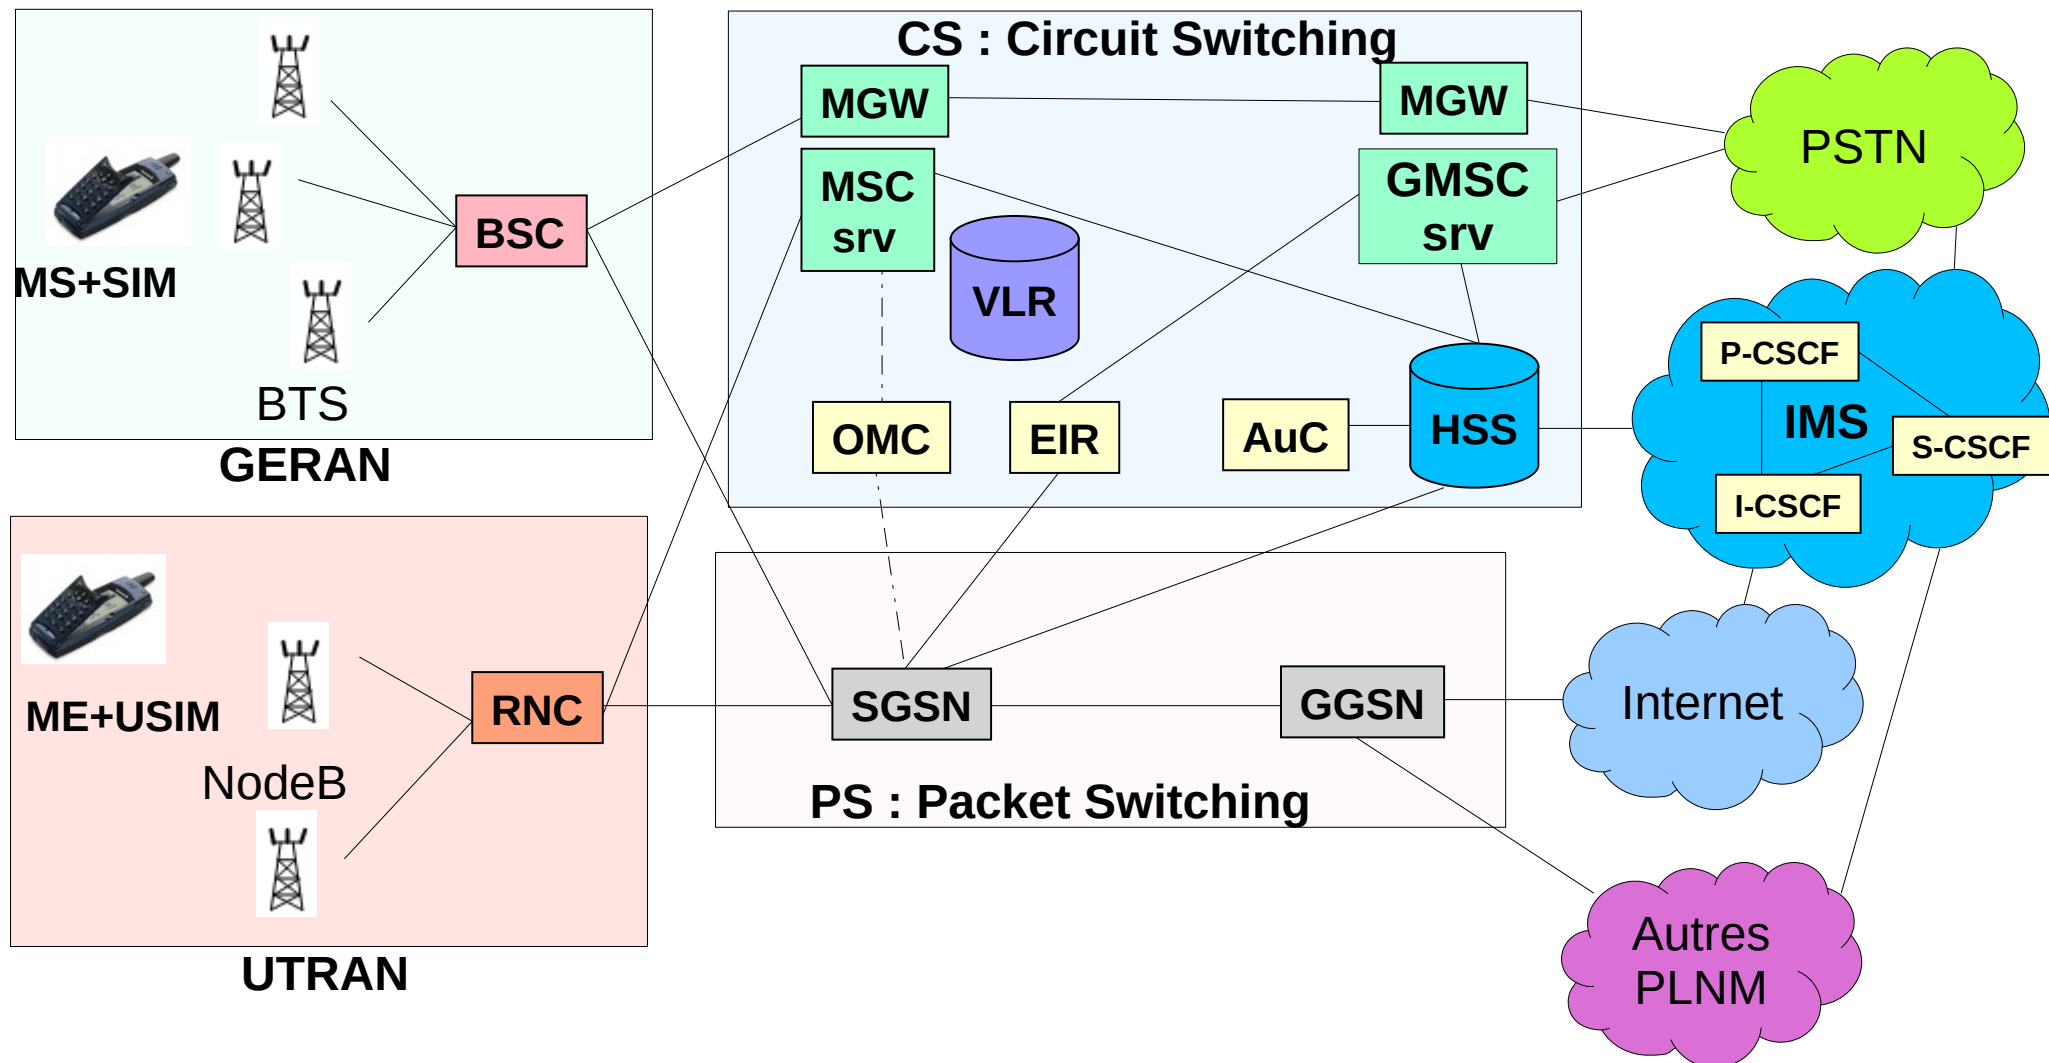 CS : Circuit Switching
MGW
MGW
PSTN
MSC
srv
GMSC
srv
BSC
MS+SIM
VLR
P-CSCF
IMS
S-CSCF
I-CSCF
BTS
GERAN
OMC
EIR
AuC
HSS
ME+USIM
RNC
SGSN
GGSN
Internet
NodeB
PS : Packet Switching
UTRAN
Autres
PLNM